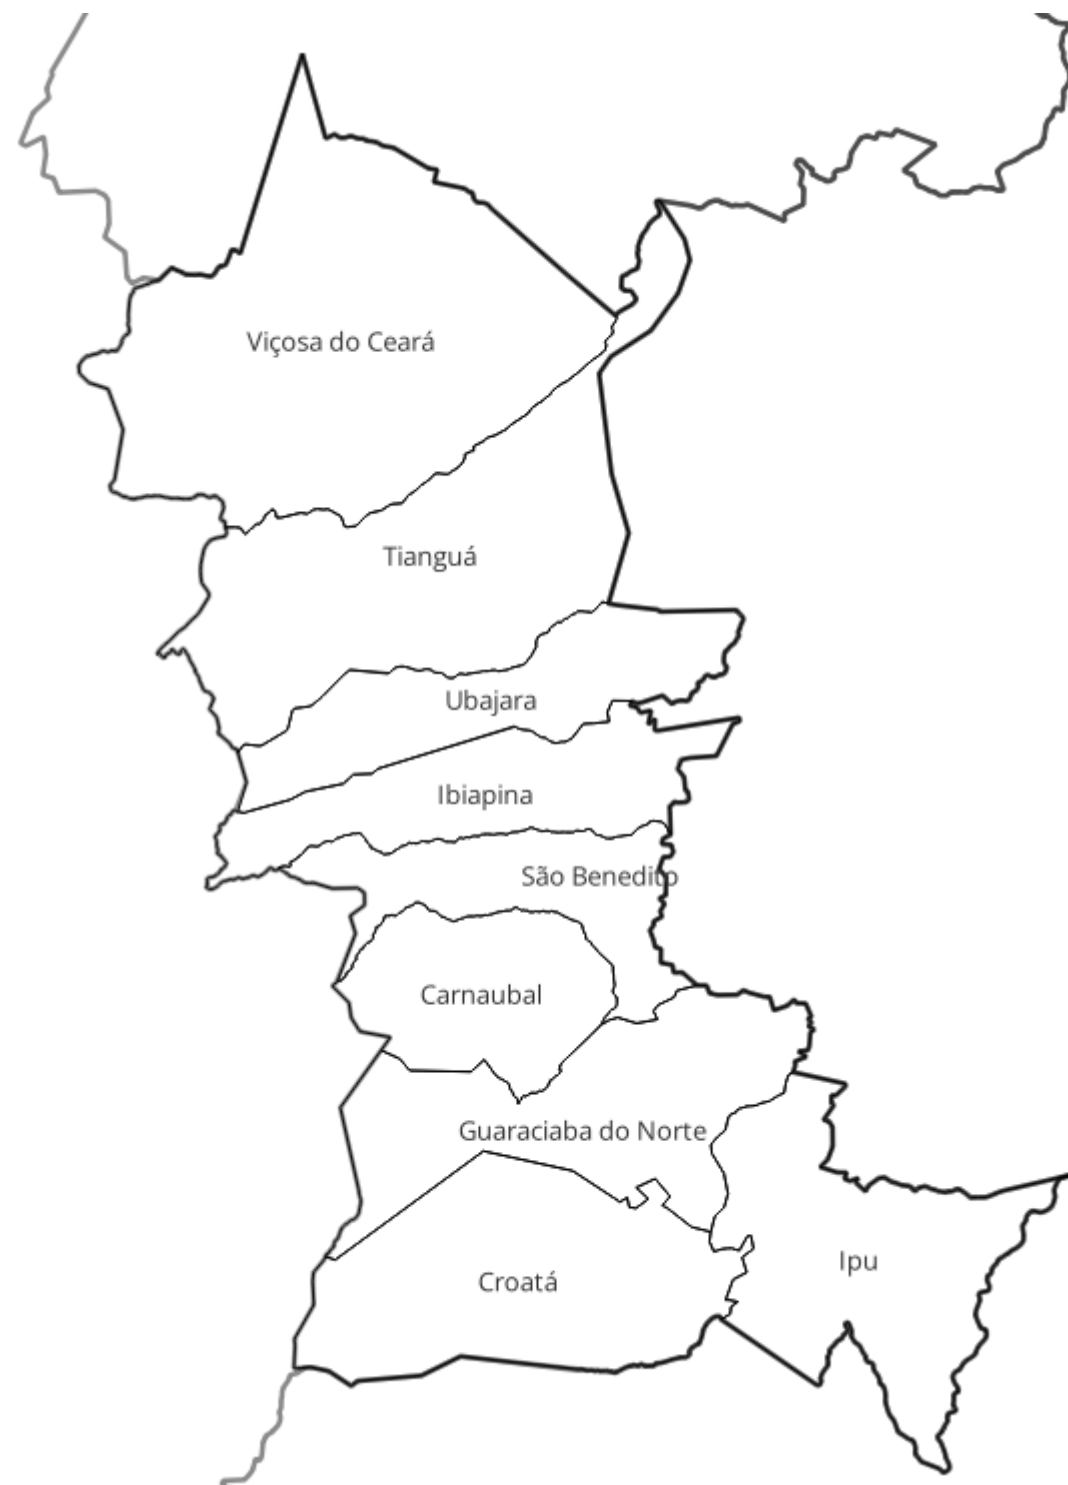 Viçosa do Ceará
Tianguá
Ubajara
Ibiapina
São Benedito
Carnaubal
Guaraciaba do Norte
Ipu
Croatá